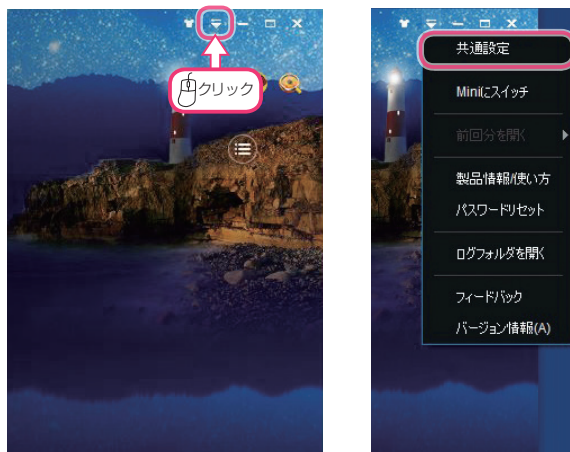 クリック
共通設定
Miniにスイッチ
前回分を開く
製品情報/使い方
パスワードリセット
ログフォルダを開く
フィードバック
バージョン情報(A)